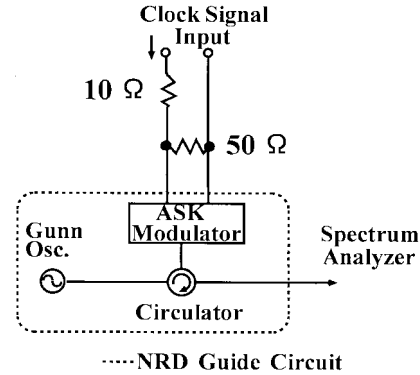 Clock Signal
Input
10 Ω
50 Ω
ASK
Modulator
Gunn
Osc.
Spectrum
Analyzer
Circulator
NRD Guide Circuit